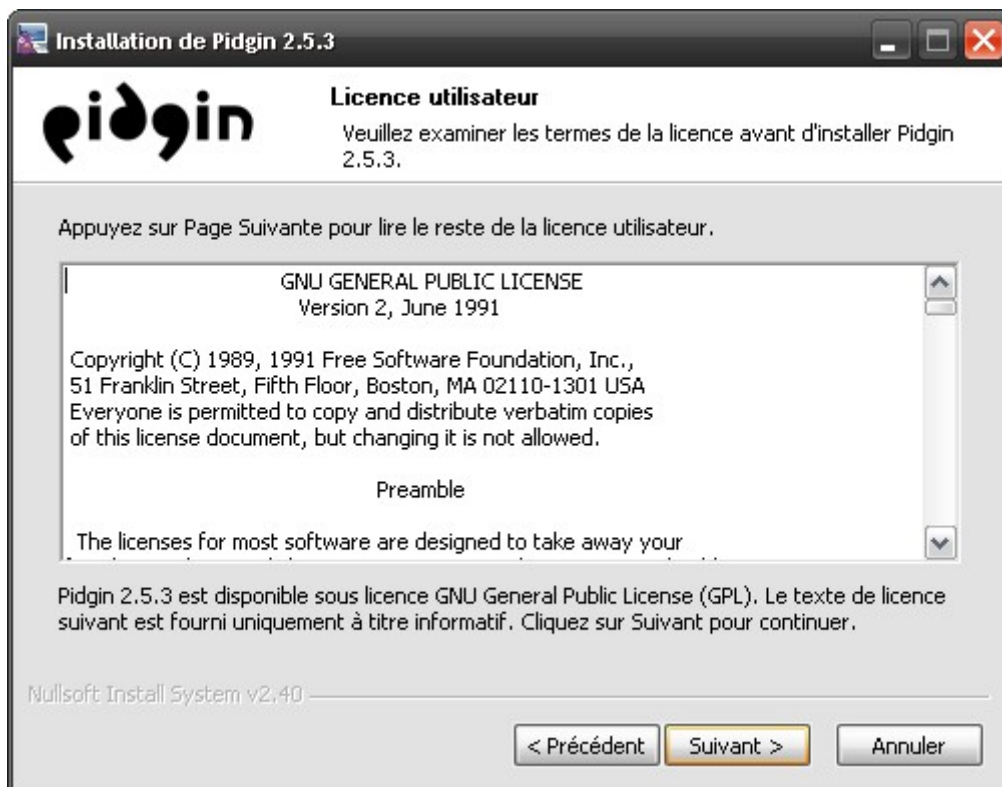 Installation de Pidgin 2.5.3
pidgin
Licence utilisateur
Veuillez examiner les termes de la licence avant d'installer Pidgin
2.5.3.
Appuyez sur Page Suivante pour lire le reste de la licence utilisateur.
GNU GENERAL PUBLIC LICENSE
Version 2, June 1991
Copyright (C) 1989, 1991 Free Software Foundation, Inc.,
51 Franklin Street, Fifth Floor, Boston, MA 02110-1301 USA
Everyone is permitted to copy and distribute verbatim copies
of this license document, but changing it is not allowed.
Preamble
The licenses for most software are designed to take away your
Pidgin 2.5.3 est disponible sous licence GNU General Public License (GPL). Le texte de licence
suivant est fourni uniquement à titre informatif. Cliquez sur Suivant pour continuer.
Nullsoft Install System v2.40
< Précédent
Suivant >
Annuler